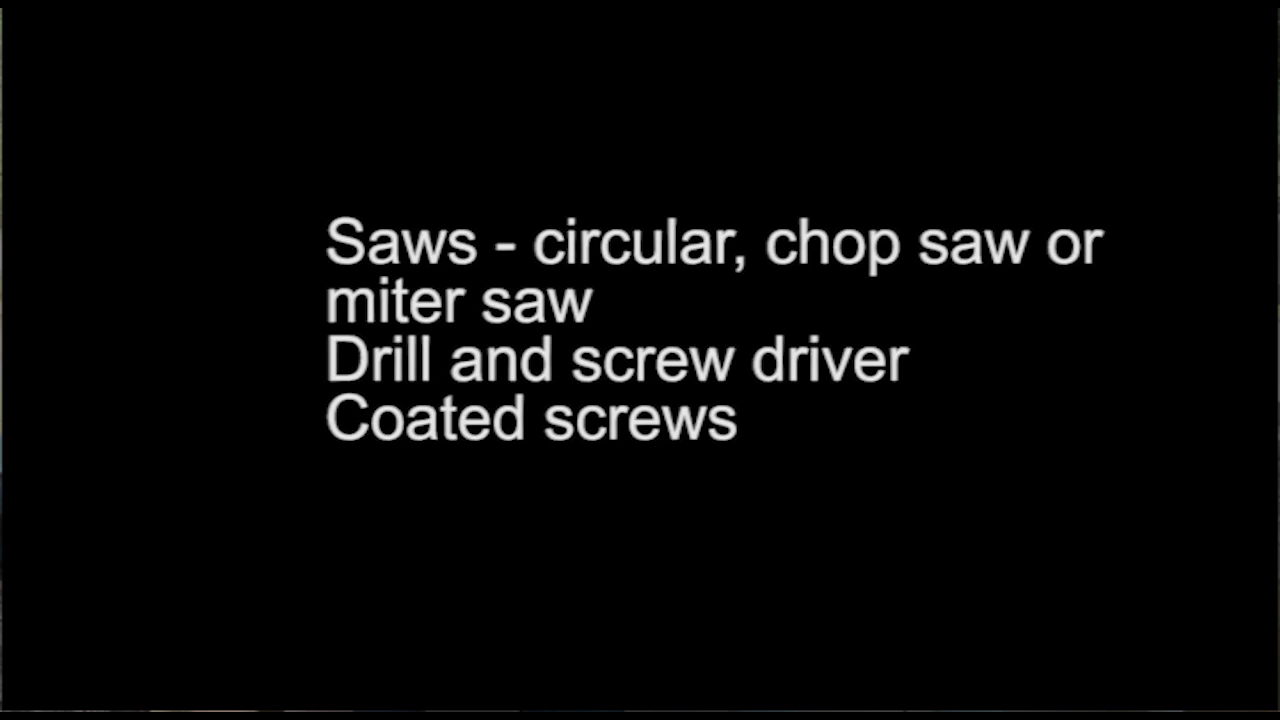 Saws - circular, chop saw or
miter saw
Drill and screw driver
Coated screws